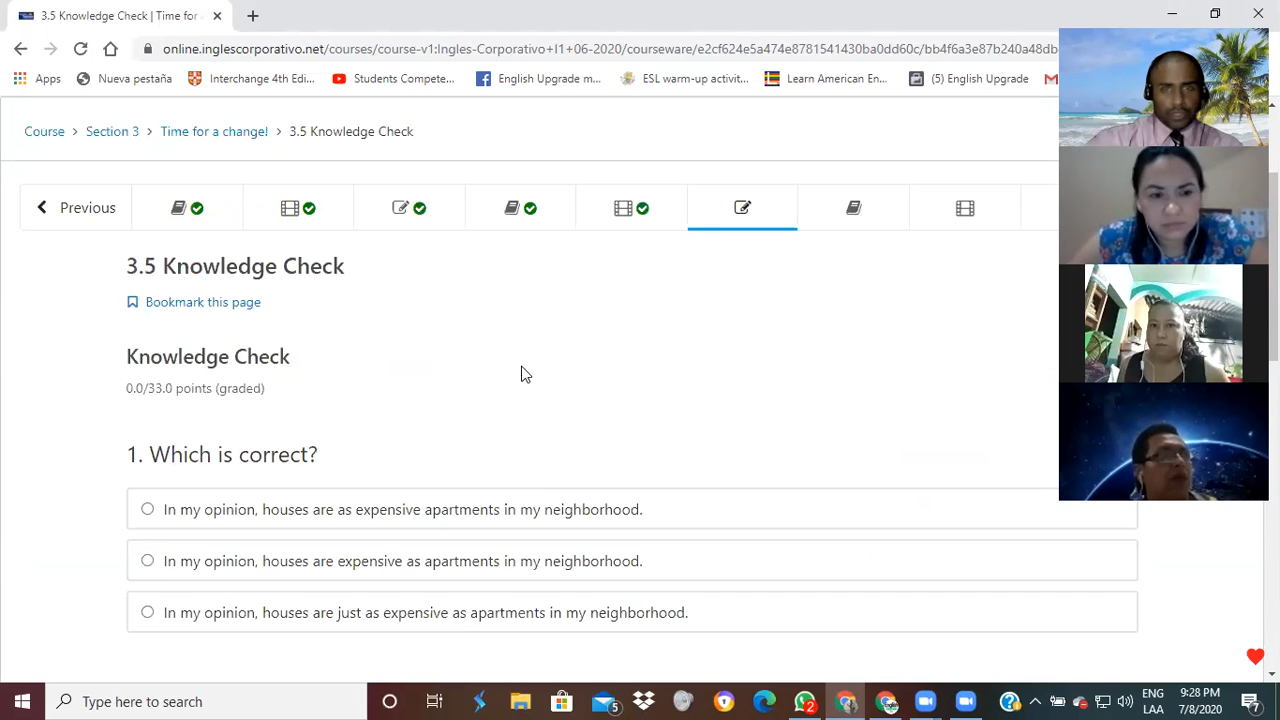 3.5 Knowledge Check | Time for a
online.inglescorporativo.net/courses/course-v1:Ingles-Corporativo+I1+06-2020/courseware/e2cf624e5a474e8781541430ba0dd60c/bb4f6a3e87b240a48db
Apps Nueva pestaña Interchange 4th Edi... Students Compete... English Upgrade m... ESL warm-up activit... Learn American En... (5) English Upgrade
Course > Section 3 > Time for a change! > 3.5 Knowledge Check
Previous
3.5 Knowledge Check
Bookmark this page
Knowledge Check
0.0/33.0 points (graded)
1. Which is correct?
In my opinion, houses are as expensive apartments in my neighborhood.
In my opinion, houses are expensive as apartments in my neighborhood.
In my opinion, houses are just as expensive as apartments in my neighborhood.
Type here to search
5
2
ENG
LAA
9:28 PM
7/8/2020
7